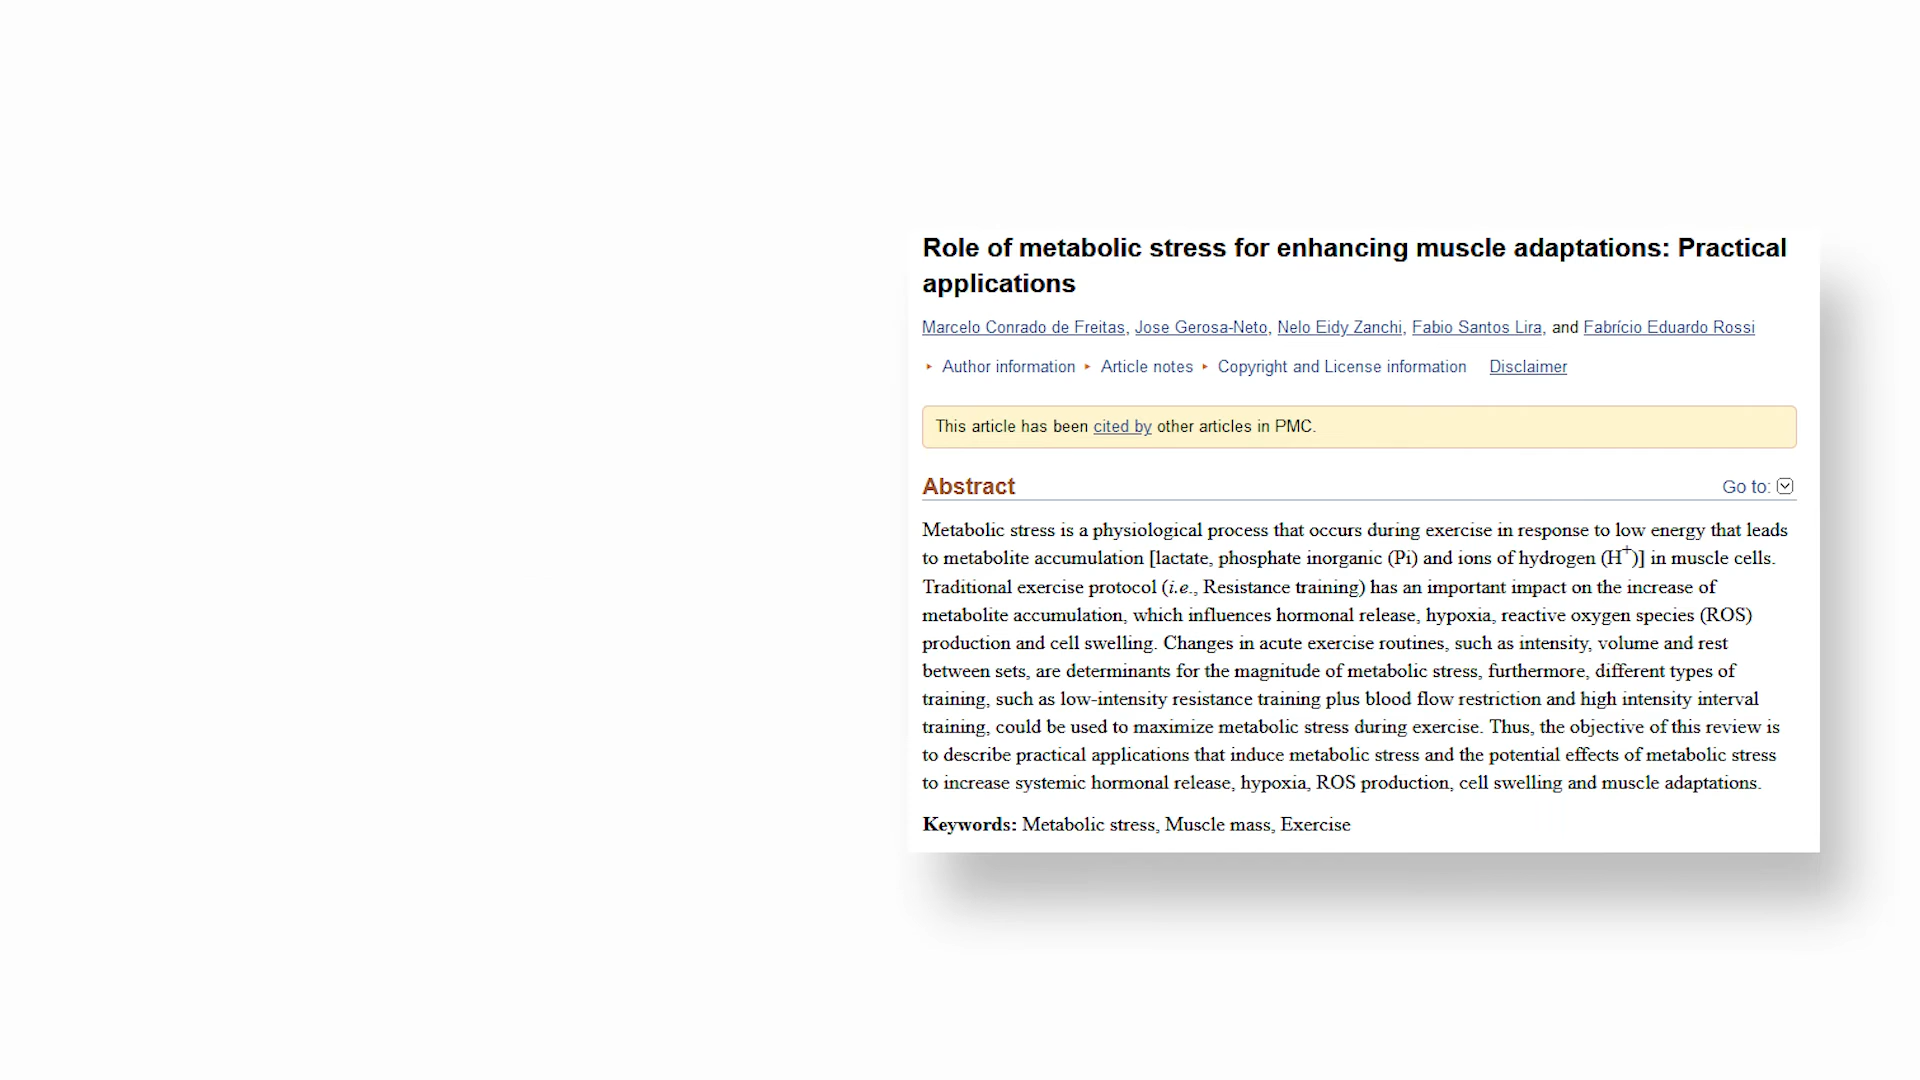 Role of metabolic stress for enhancing muscle adaptations: Practical
applications
Marcelo Conrado de Freitas, Jose Gerosa-Neto, Nelo Eidy Zanchi, Fabio Santos Lira, and Fabrício Eduardo Rossi
▸ Author information ▸ Article notes ▸ Copyright and License information Disclaimer
This article has been cited by other articles in PMC.
Abstract Go to:
Metabolic stress is a physiological process that occurs during exercise in response to low energy that leads
to metabolite accumulation [lactate, phosphate inorganic (Pi) and ions of hydrogen (H⁺)] in muscle cells.
Traditional exercise protocol (i.e., Resistance training) has an important impact on the increase of
metabolite accumulation, which influences hormonal release, hypoxia, reactive oxygen species (ROS)
production and cell swelling. Changes in acute exercise routines, such as intensity, volume and rest
between sets, are determinants for the magnitude of metabolic stress, furthermore, different types of
training, such as low-intensity resistance training plus blood flow restriction and high intensity interval
training, could be used to maximize metabolic stress during exercise. Thus, the objective of this review is
to describe practical applications that induce metabolic stress and the potential effects of metabolic stress
to increase systemic hormonal release, hypoxia, ROS production, cell swelling and muscle adaptations.
Keywords: Metabolic stress, Muscle mass, Exercise